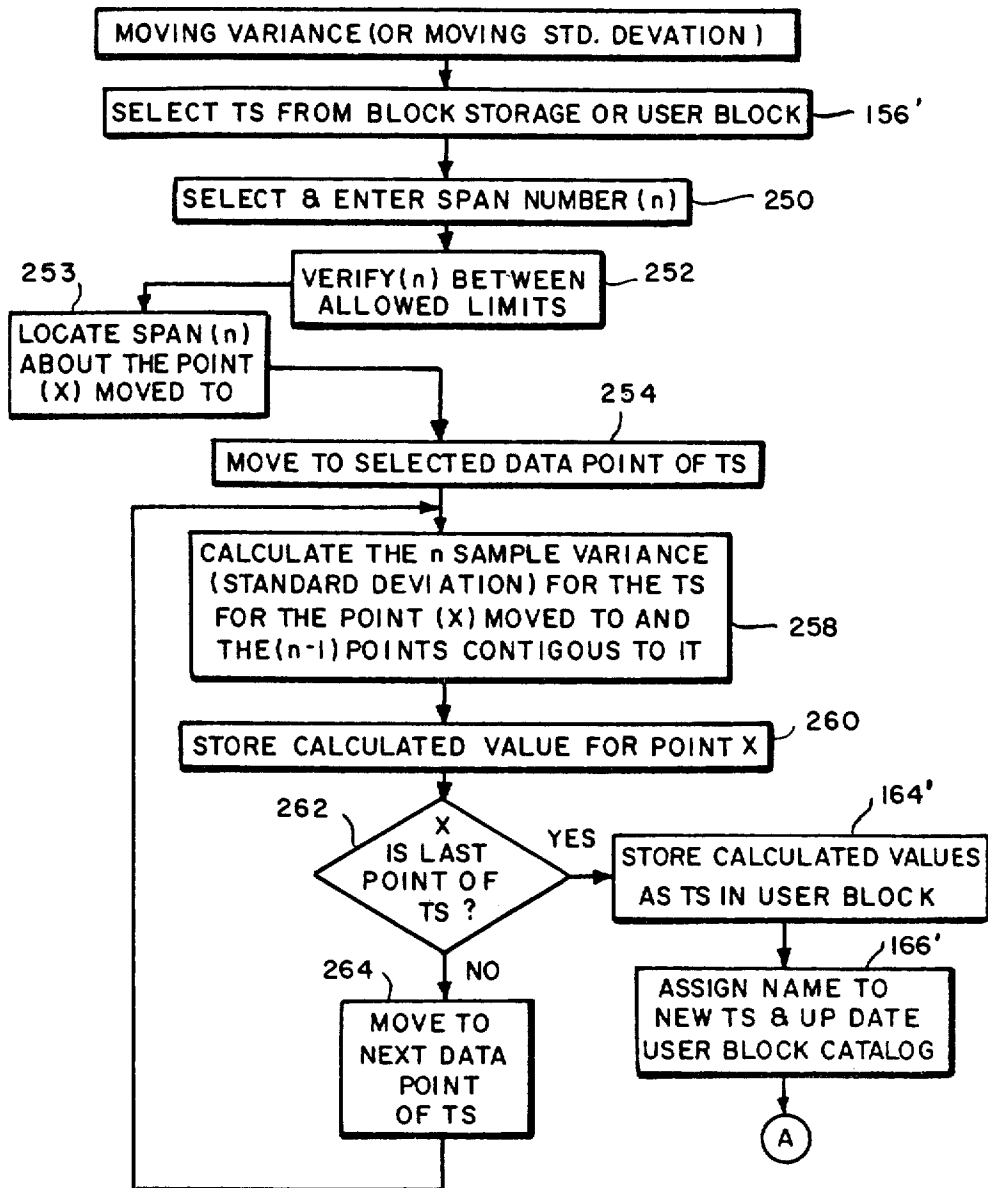 MOVING VARIANCE (OR MOVING STD. DEVATION)
SELECT TS FROM BLOCK STORAGE OR USER BLOCK
156'
SELECT & ENTER SPAN NUMBER (n)
250
253
VERIFY (n) BETWEEN
ALLOWED LIMITS
252
LOCATE SPAN (n)
ABOUT THE POINT
(X) MOVED TO
254
MOVE TO SELECTED DATA POINT OF TS
CALCULATE THE n SAMPLE VARIANCE
(STANDARD DEVIATION) FOR THE TS
FOR THE POINT (X) MOVED TO AND
THE (n-1) POINTS CONTIGOUS TO IT
258
STORE CALCULATED VALUE FOR POINT X
260
262
X
IS LAST
POINT OF
TS ?
YES
164'
STORE CALCULATED VALUES
AS TS IN USER BLOCK
NO
264
MOVE TO
NEXT DATA
POINT
OF TS
166'
ASSIGN NAME TO
NEW TS & UP DATE
USER BLOCK CATALOG
A